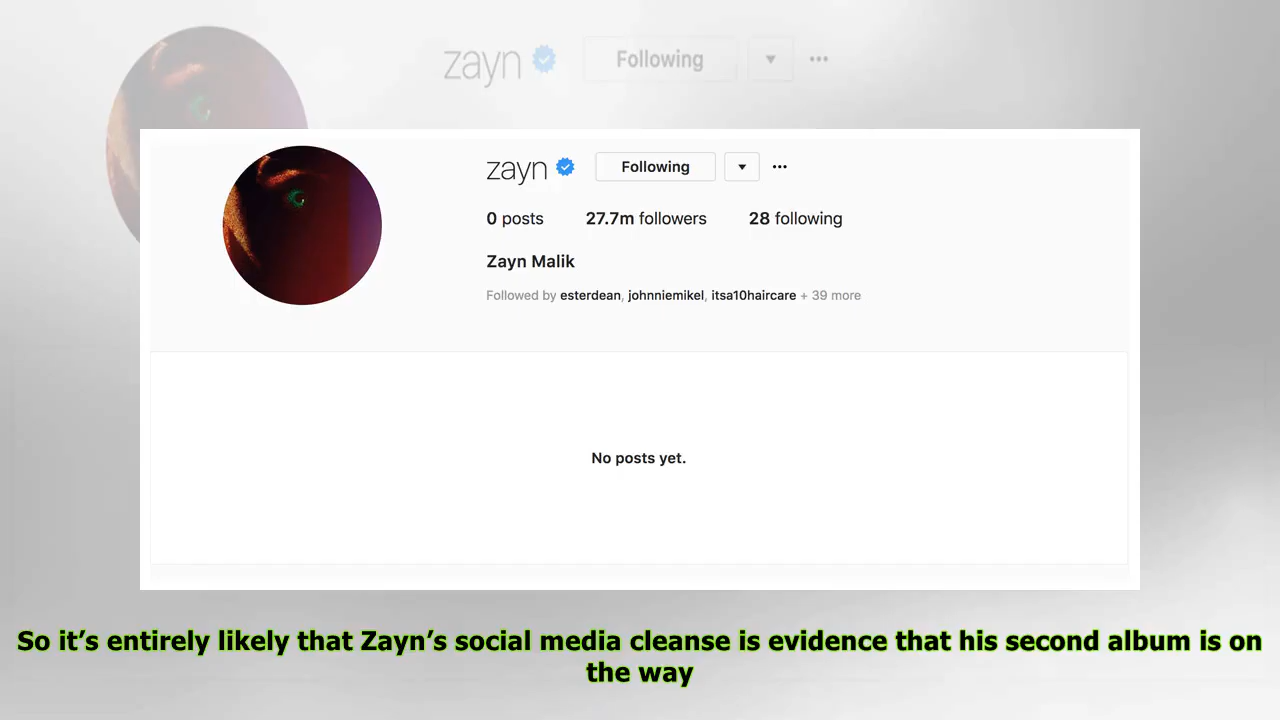 zayn Following ▼ •••
zayn Following ▼ •••
0 posts 27.7m followers 28 following
Zayn Malik
Followed by esterdean, johnniemikel, itsa10haircare + 39 more
No posts yet.
So it’s entirely likely that Zayn’s social media cleanse is evidence that his second album is on
the way